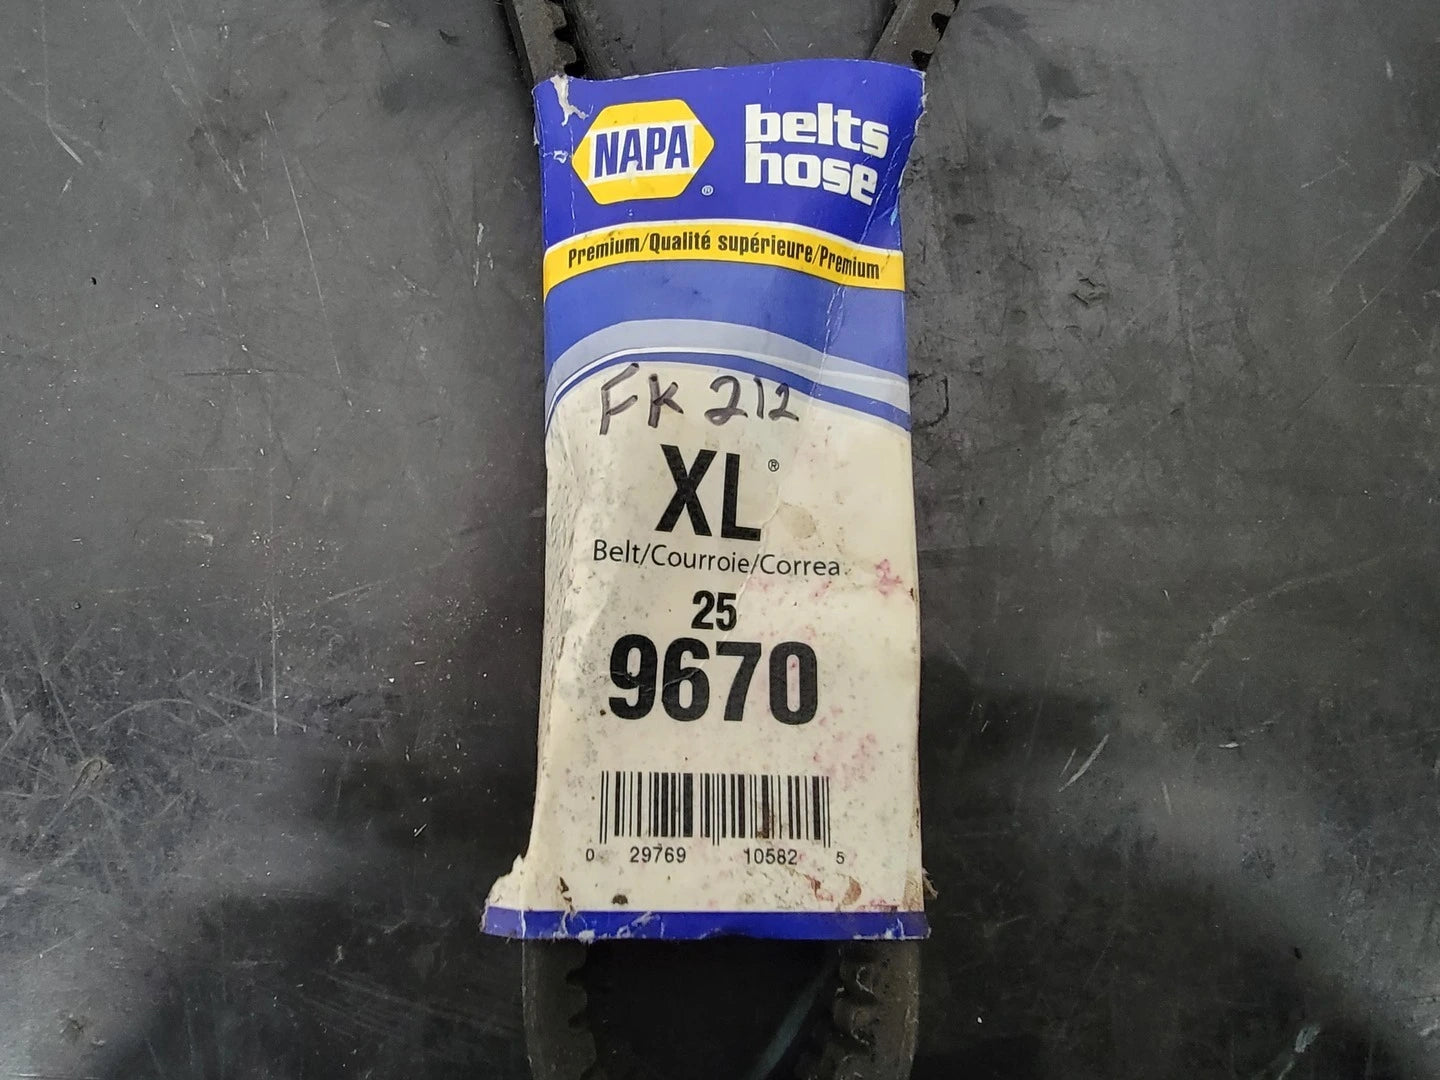 NAPA®
belts
hose
Premium/Qualité supérieure/Premium
FK 212
XL®
Belt/Courroie/Correa
25
9670
0 29769 10582 5